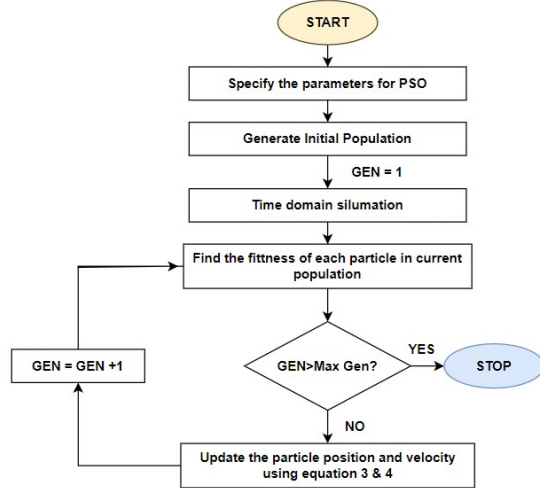 START
Specify the parameters for PSO
Generate Initial Population
GEN = 1
Time domain silumation
Find the fittness of each particle in current
population
GEN>Max Gen?
YES
STOP
GEN = GEN +1
NO
Update the particle position and velocity
using equation 3 & 4